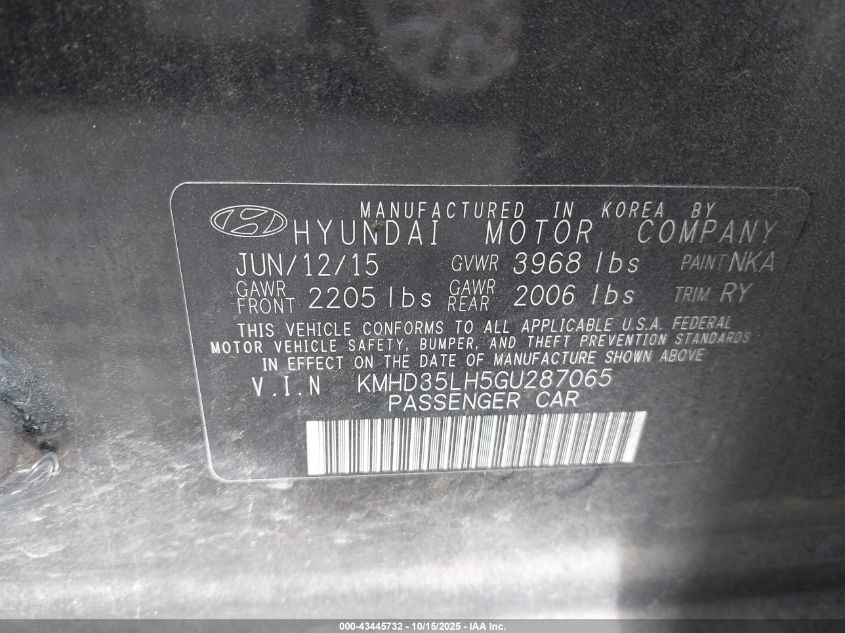 MANUFACTURED IN KOREA BY
HYUNDAI MOTOR COMPANY
JUN/12/15 GVWR 3968 lbs PAINT NKA
GAWR FRONT 2205 lbs GAWR REAR 2006 lbs TRIM RY
THIS VEHICLE CONFORMS TO ALL APPLICABLE U.S.A. FEDERAL
MOTOR VEHICLE SAFETY, BUMPER, AND THEFT PREVENTION STANDARDS
IN EFFECT ON THE DATE OF MANUFACTURE SHOWN ABOVE
V.I.N KMHD35LH5GU287065
PASSENGER CAR
000-43445732 - 10/15/2025 - IAA Inc.